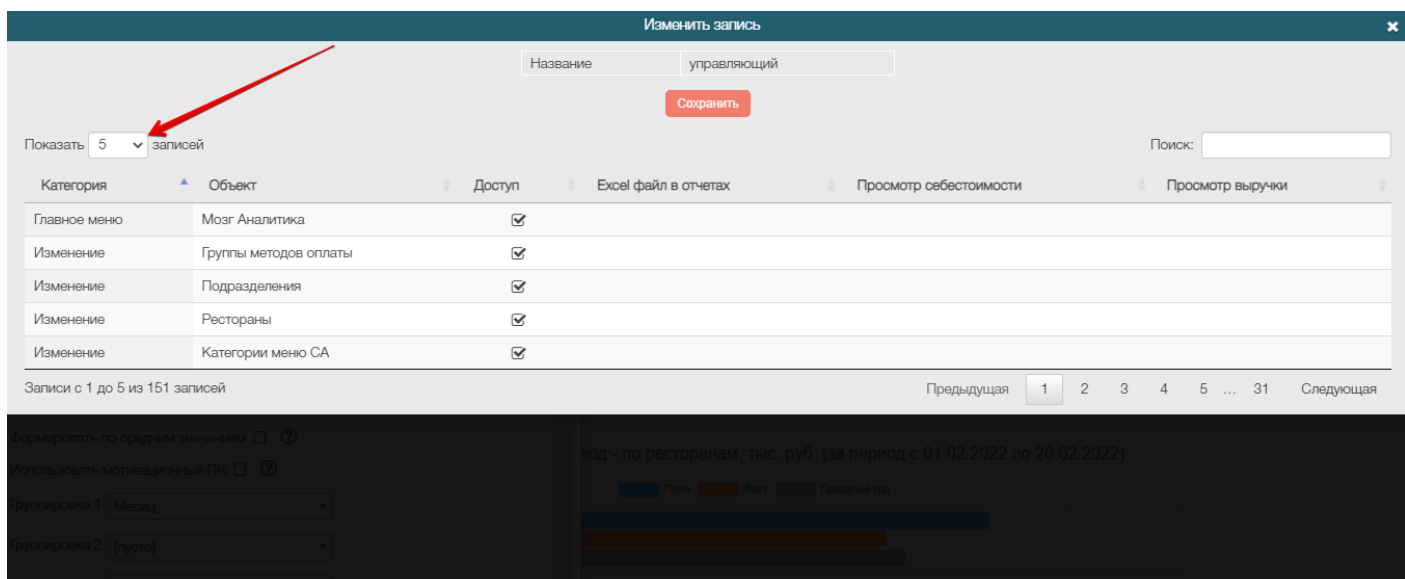 Изменить запись
Название управляющий
Сохранить
Показать 5 записей Поиск:
Категория Объект Доступ Excel файл в отчетах Просмотр себестоимости Просмотр выручки
Главное меню Мозг Аналитика
Изменение Группы методов оплаты
Изменение Подразделения
Изменение Рестораны
Изменение Категории меню СА
Записи с 1 до 5 из 151 записей Предыдущая 1 2 3 4 5 ... 31 Следующая
Формировать по средним значениям
иод - по ресторанам, тыс. руб. (за период с 01.02.2022 по 20.02.2022)
Использовать мотивационный ПК
План Факт Прошлый год
Группировка 1 Месяц
Группировка 2 (пусто)